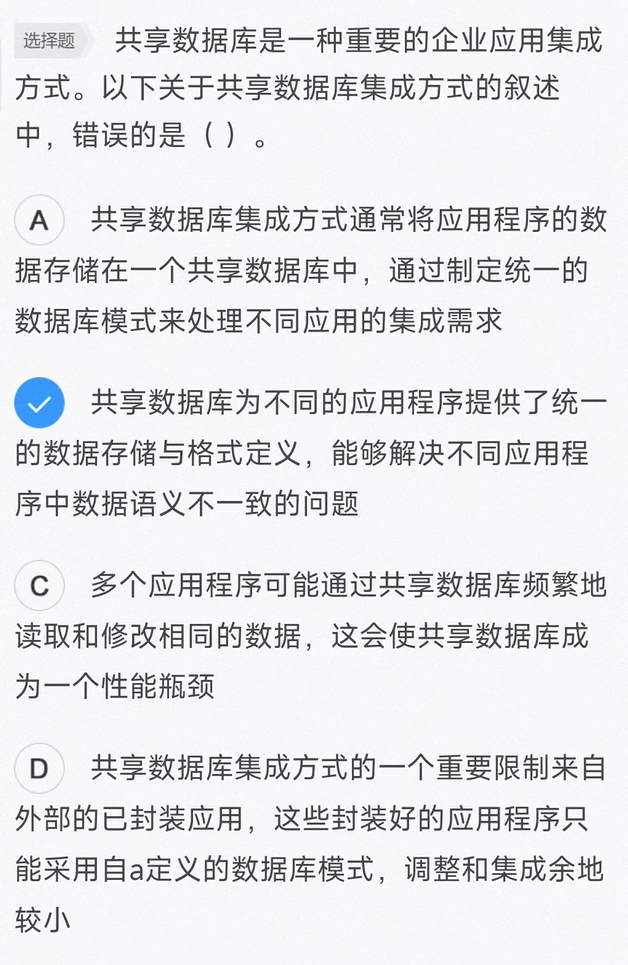 选择题 共享数据库是一种重要的企业应用集成
方式。以下关于共享数据库集成方式的叙述
中，错误的是（ ）。
A 共享数据库集成方式通常将应用程序的数
据存储在一个共享数据库中，通过制定统一的
数据库模式来处理不同应用的集成需求
共享数据库为不同的应用程序提供了统一
的数据存储与格式定义，能够解决不同应用程
序中数据语义不一致的问题
C 多个应用程序可能通过共享数据库频繁地
读取和修改相同的数据，这会使共享数据库成
为一个性能瓶颈
D 共享数据库集成方式的一个重要限制来自
外部的已封装应用，这些封装好的应用程序只
能采用自a定义的数据库模式，调整和集成余地
较小